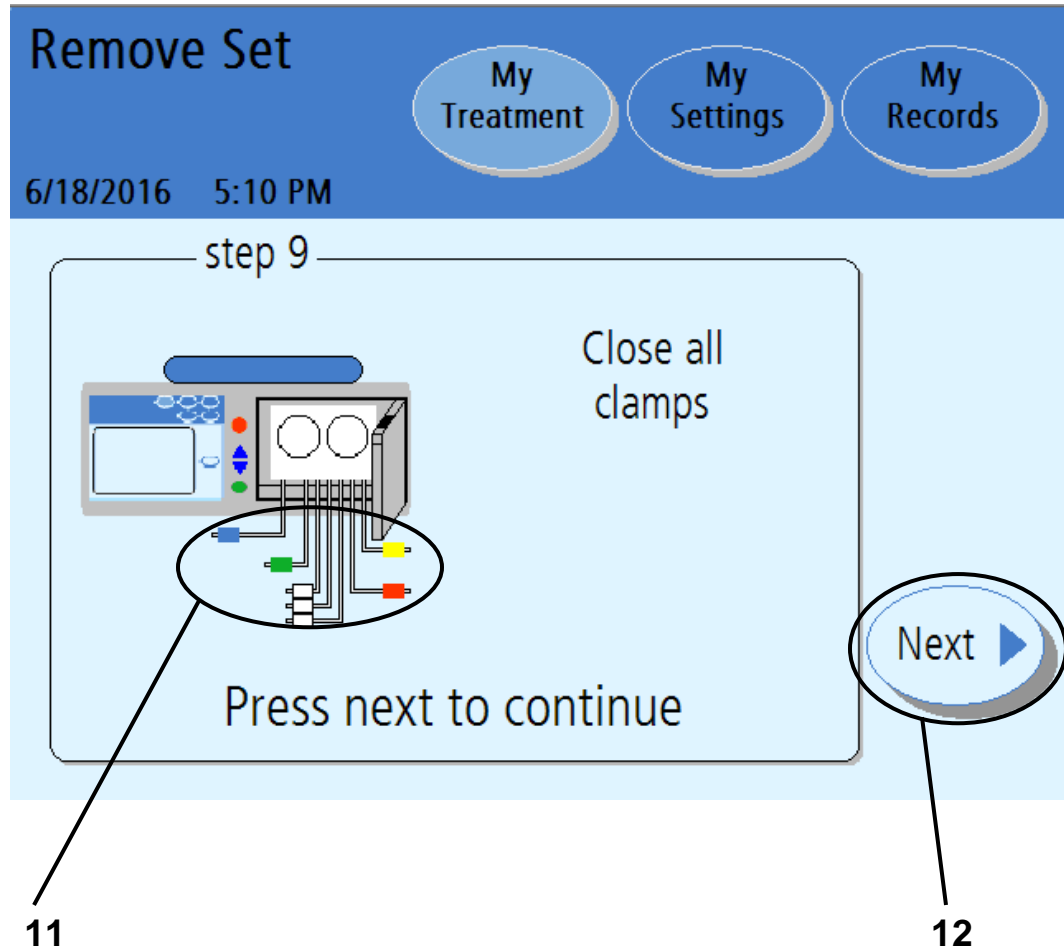 Remove Set
My
Treatment
My
Settings
My
Records
6/18/2016 5:10 PM
step 9
Close all
clamps
Next
Press next to continue
11
12